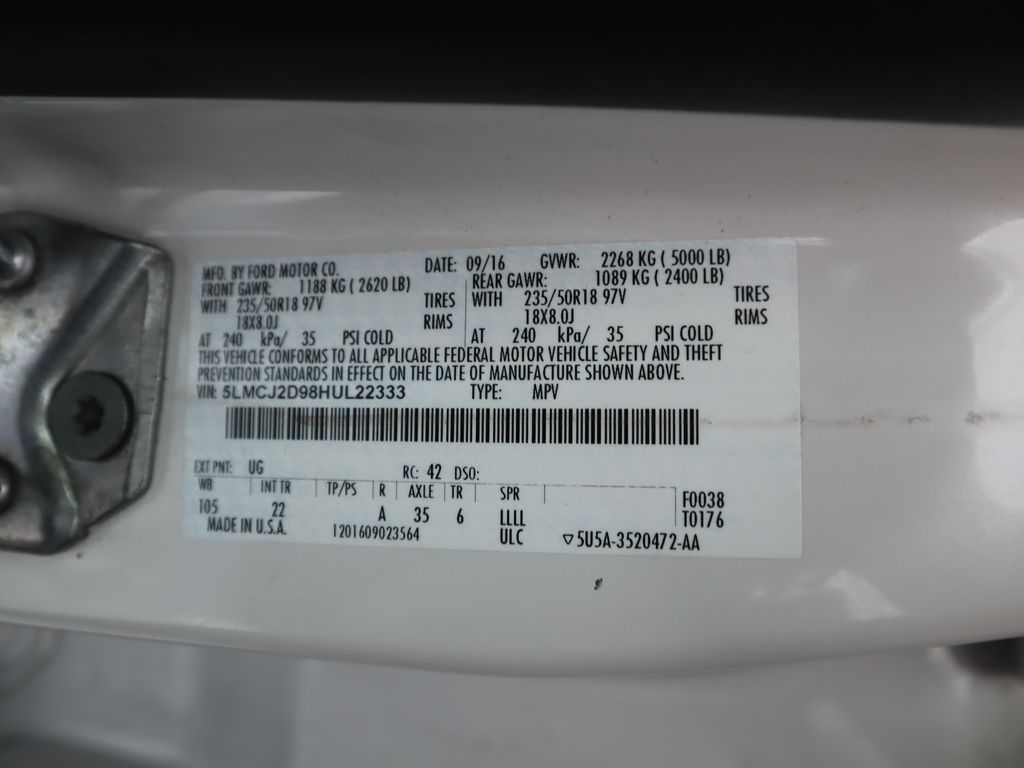 MFD. BY FORD MOTOR CO. DATE: 09/16 GVWR: 2268 KG ( 5000 LB)
FRONT GAWR: 1188 KG ( 2620 LB) REAR GAWR: 1089 KG ( 2400 LB)
WITH 235/50R18 97V TIRES WITH 235/50R18 97V TIRES
18X8.0J RIMS 18X8.0J RIMS
AT 240 kPa/ 35 PSI COLD AT 240 kPa/ 35 PSI COLD
THIS VEHICLE CONFORMS TO ALL APPLICABLE FEDERAL MOTOR VEHICLE SAFETY AND THEFT
PREVENTION STANDARDS IN EFFECT ON THE DATE OF MANUFACTURE SHOWN ABOVE.
VIN: 5LMCJ2D98HUL22333 TYPE: MPV
EXT PNT: UG RC: 42 DSO:
WB INT TR TP/PS R AXLE TR SPR F0038
105 22 A 35 6 LLLL T0176
MADE IN U.S.A. 1201609023564 ULC ▽5U5A-3520472-AA